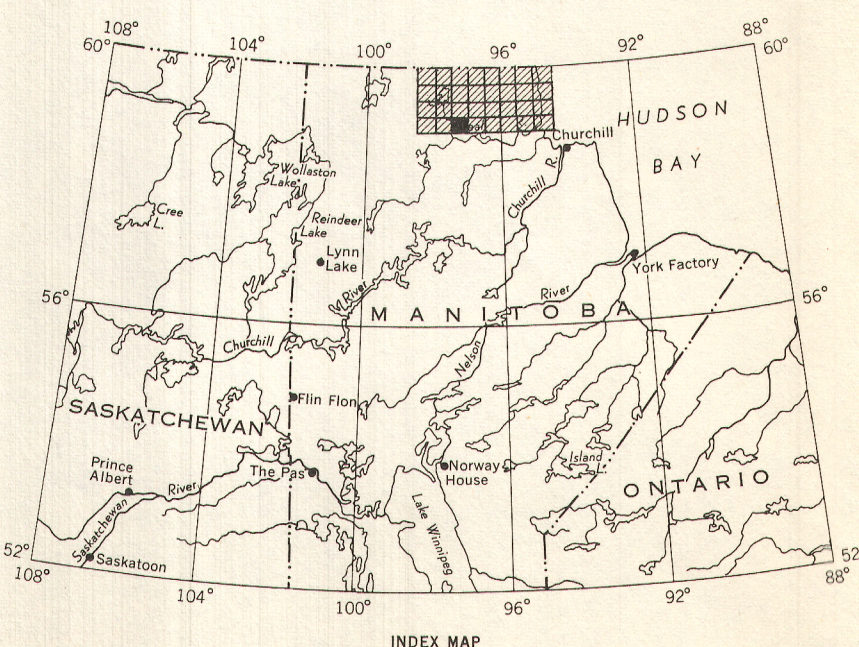 108°
104°
100°
96°
92°
88°
60°
60°
HUDSON
BAY
Churchill
Churchill R.
Wollaston
Lake
Cree
L.
Reindeer
Lake
Lynn
Lake
York Factory
River
River
56°
56°
MANITOBA
Churchill
Nelson
Flin Flon
SASKATCHEWAN
Prince
Albert
River
The Pas
Norway
House
Island
ONTARIO
Lake Winnipeg
Saskatchewan
Saskatoon
52°
52
108°
104°
100°
96°
92°
88°
INDEX MAP